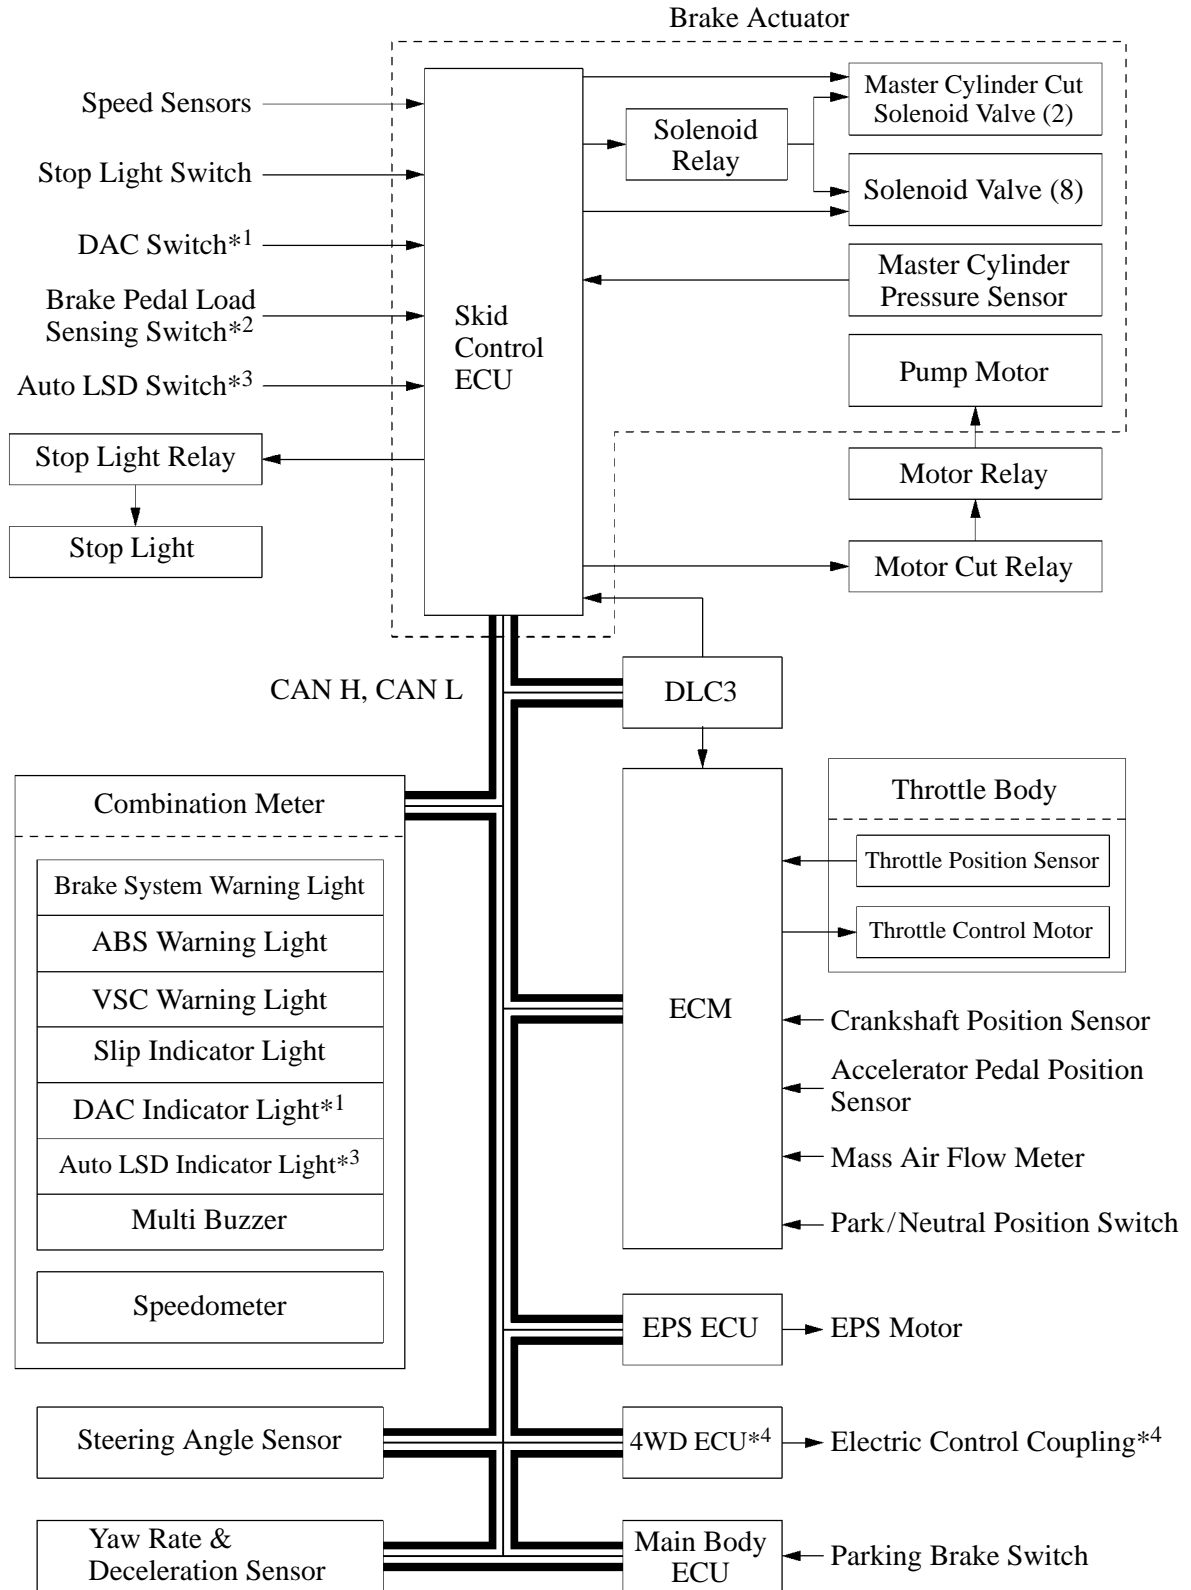 Brake Actuator
Speed Sensors
Stop Light Switch
DAC Switch*1
Brake Pedal Load
Sensing Switch*2
Auto LSD Switch*3
Stop Light Relay
Stop Light
Skid
Control
ECU
Solenoid
Relay
Master Cylinder Cut
Solenoid Valve (2)
Solenoid Valve (8)
Master Cylinder
Pressure Sensor
Pump Motor
Motor Relay
Motor Cut Relay
CAN H, CAN L
DLC3
Combination Meter
Brake System Warning Light
ABS Warning Light
VSC Warning Light
Slip Indicator Light
DAC Indicator Light*1
Auto LSD Indicator Light*3
Multi Buzzer
Speedometer
ECM
Throttle Body
Throttle Position Sensor
Throttle Control Motor
Crankshaft Position Sensor
Accelerator Pedal Position
Sensor
Mass Air Flow Meter
Park/Neutral Position Switch
EPS ECU
EPS Motor
Steering Angle Sensor
4WD ECU*4
Electric Control Coupling*4
Yaw Rate &
Deceleration Sensor
Main Body
ECU
Parking Brake Switch